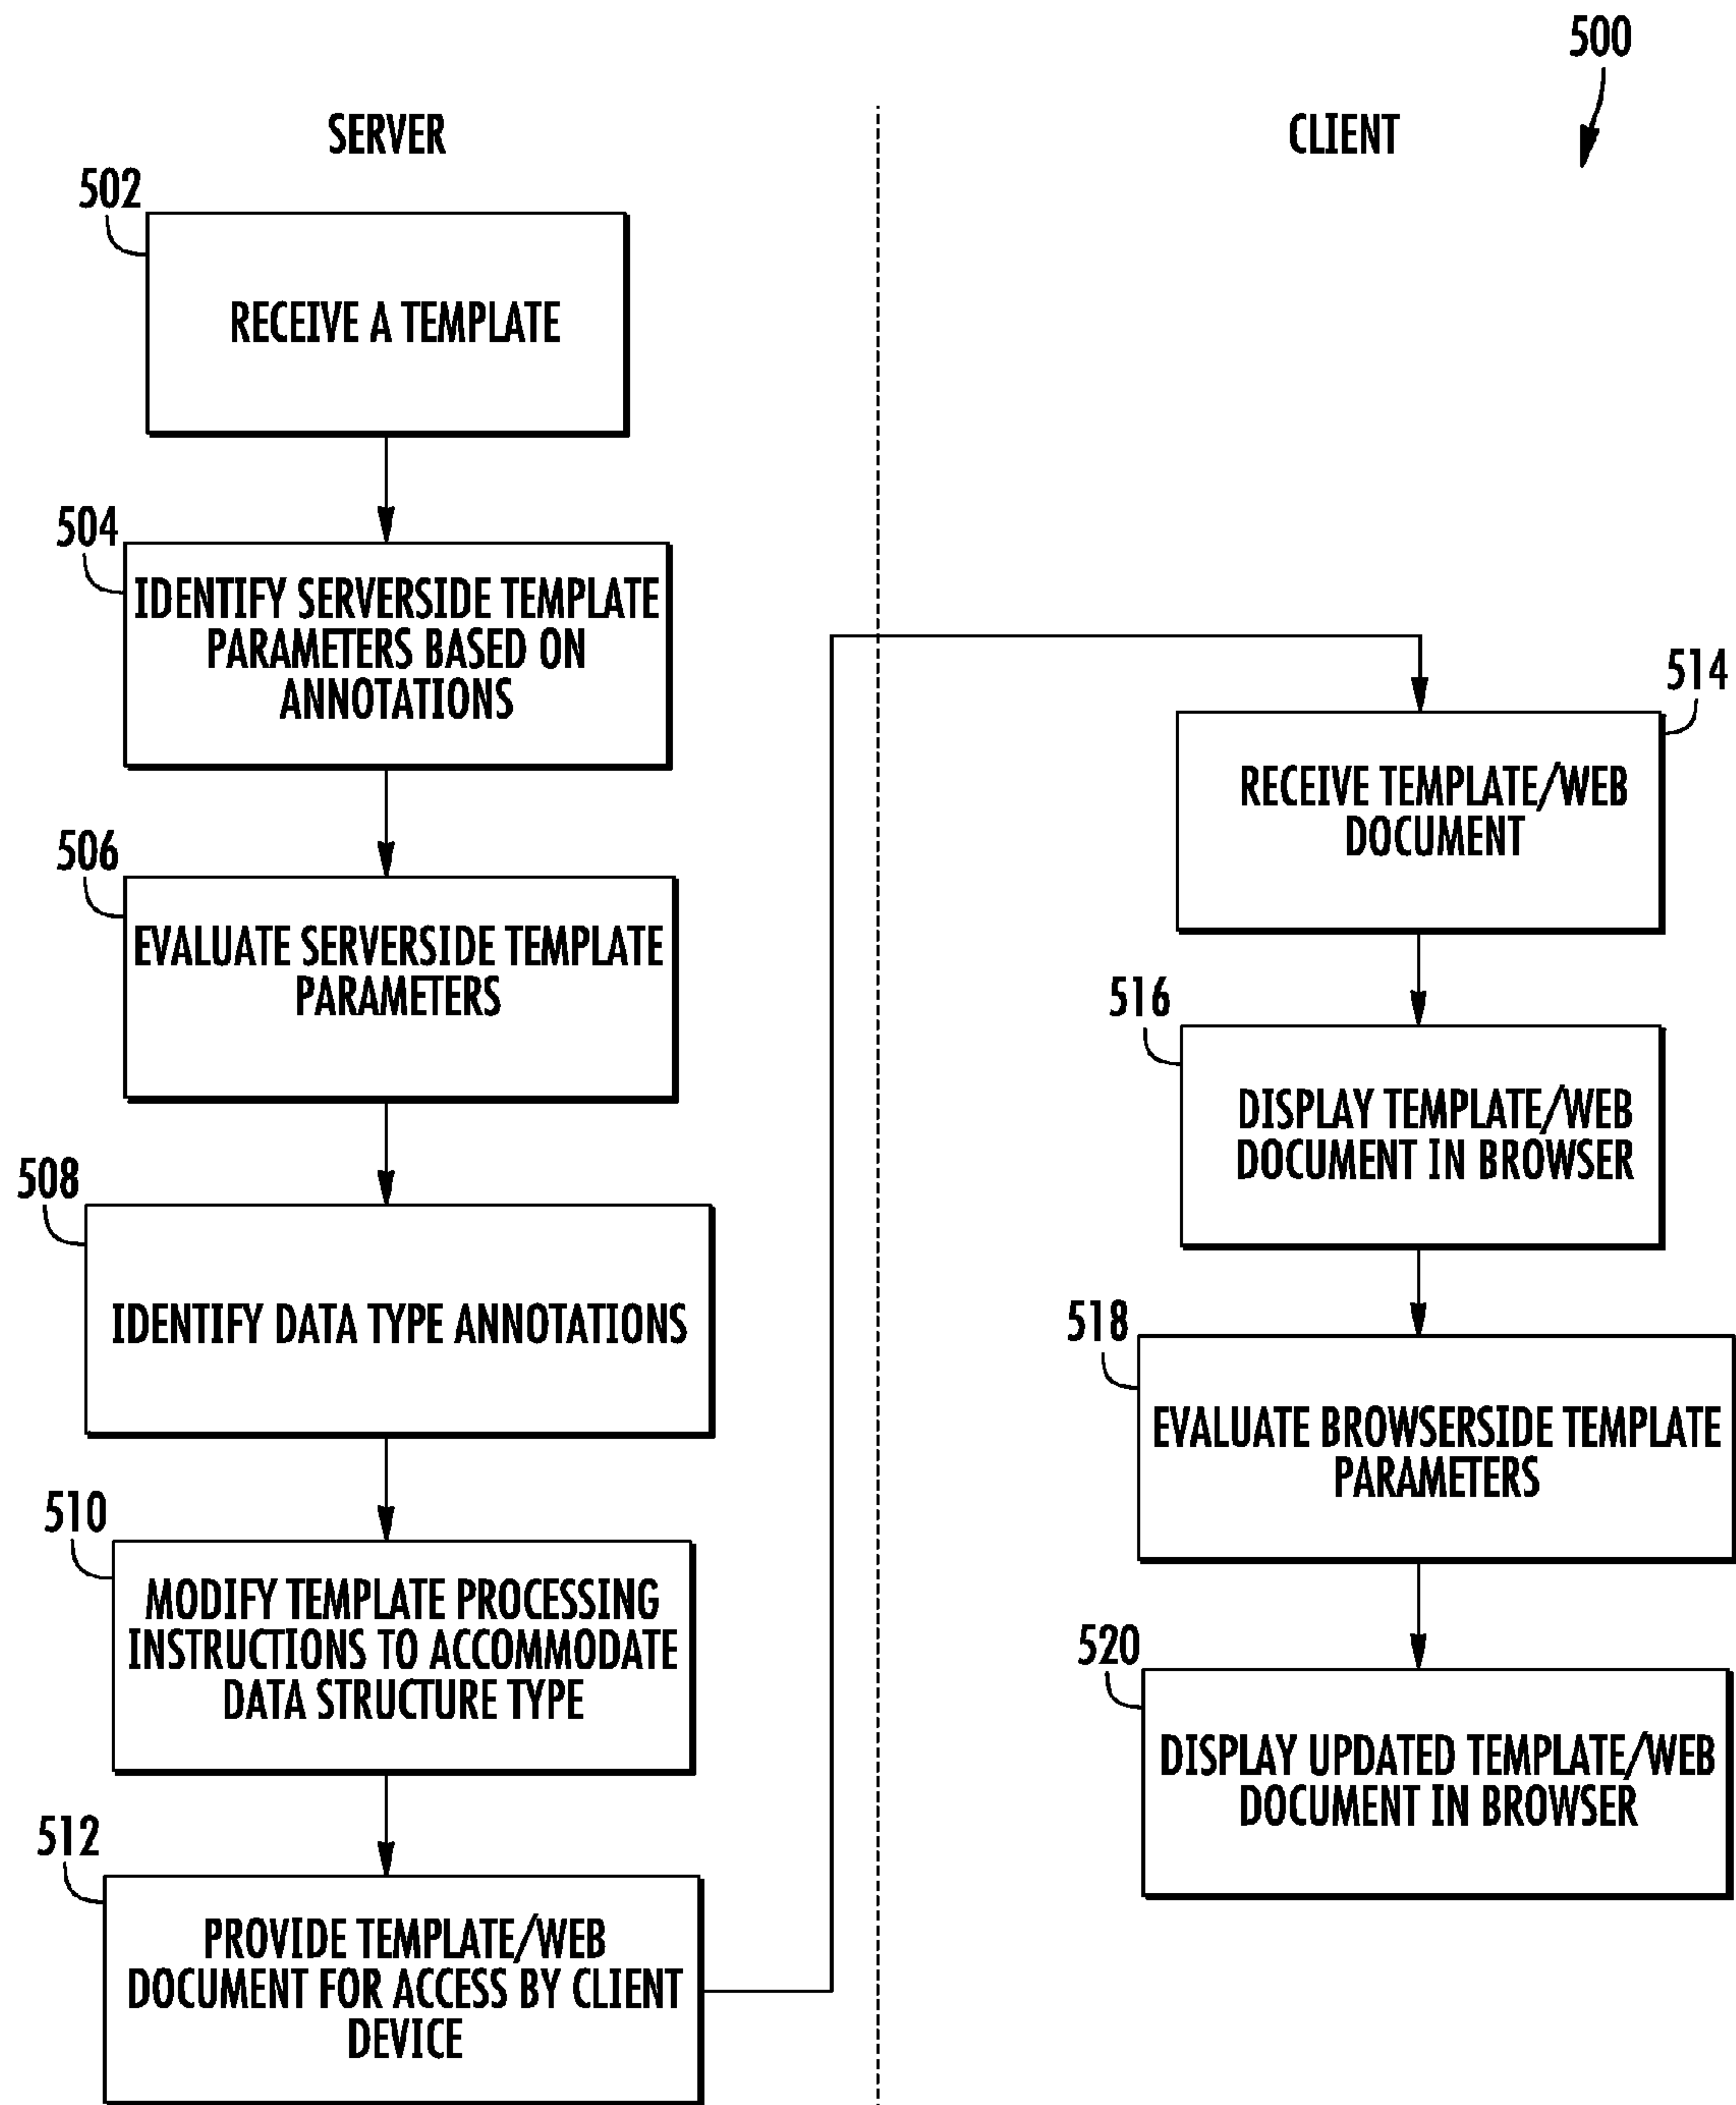 500
SERVER
CLIENT
502
RECEIVE A TEMPLATE
504
IDENTIFY SERVERSIDE TEMPLATE
PARAMETERS BASED ON
ANNOTATIONS
506
EVALUATE SERVERSIDE TEMPLATE
PARAMETERS
508
IDENTIFY DATA TYPE ANNOTATIONS
510
MODIFY TEMPLATE PROCESSING
INSTRUCTIONS TO ACCOMMODATE
DATA STRUCTURE TYPE
512
PROVIDE TEMPLATE/WEB
DOCUMENT FOR ACCESS BY CLIENT
DEVICE
514
RECEIVE TEMPLATE/WEB
DOCUMENT
516
DISPLAY TEMPLATE/WEB
DOCUMENT IN BROWSER
518
EVALUATE BROWSERSIDE TEMPLATE
PARAMETERS
520
DISPLAY UPDATED TEMPLATE/WEB
DOCUMENT IN BROWSER